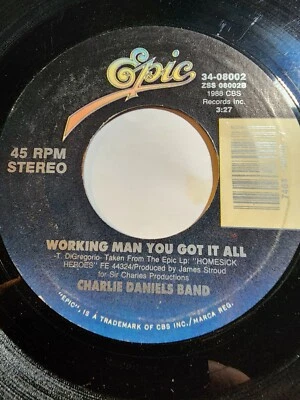 Epic
34-08002
ZSS 08002B
1988 CBS
Records Inc.
3:27
45 RPM
STEREO
WORKING MAN YOU GOT IT ALL
-T. DiGregorio- Taken From The Epic Lp: "HOMESICK
HEROES" FE 44324/Produced by James Stroud
for Sir Charles Productions
CHARLIE DANIELS BAND
"EPIC", IS A TRADEMARK OF CBS INC./MARCA REG.